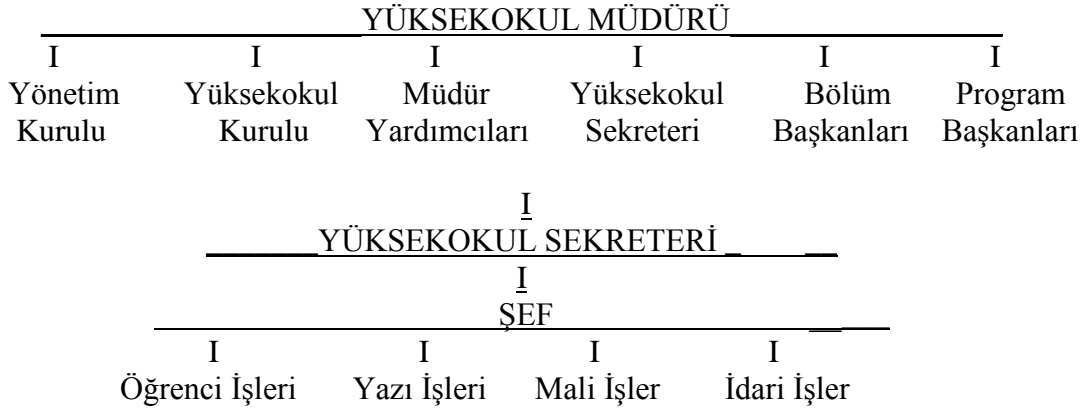 YÜKSEKOKUL MÜDÜRÜ
I I I I I I
Yönetim Yüksekokul Müdür Yüksekokul Bölüm Program
Kurulu Kurulu Yardımcıları Sekreteri Başkanları Başkanları
I
YÜKSEKOKUL SEKRETERİ
I
ŞEF
I I I I
Öğrenci İşleri Yazı İşleri Mali İşler İdari İşler